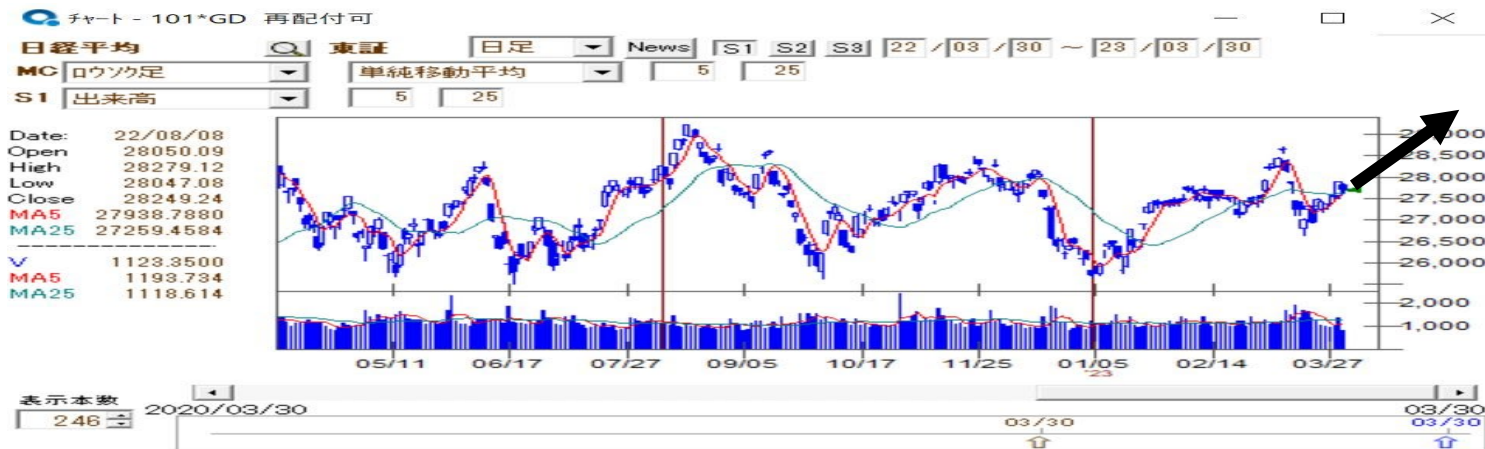 チャート - 101*GD 再配付可
日経平均 東証 日足 News S1 S2 S3 22 /03 /30 ~ 23 /03 /30
MC ロウソク足 単純移動平均 5 25
S1 出来高 5 25
Date: 22/08/08
Open 28050.09
High 28279.12
Low 28047.08
Close 28249.24
MA5 27938.7880
MA25 27259.4584
V 1123.3500
MA5 1193.734
MA25 1118.614
28,500
28,000
27,500
27,000
26,500
26,000
2,000
1,000
05/11 06/17 07/27 09/05 10/17 11/25 01/05 02/14 03/27
'23
表示本数
246
2020/03/30 03/30
03/30 03/30